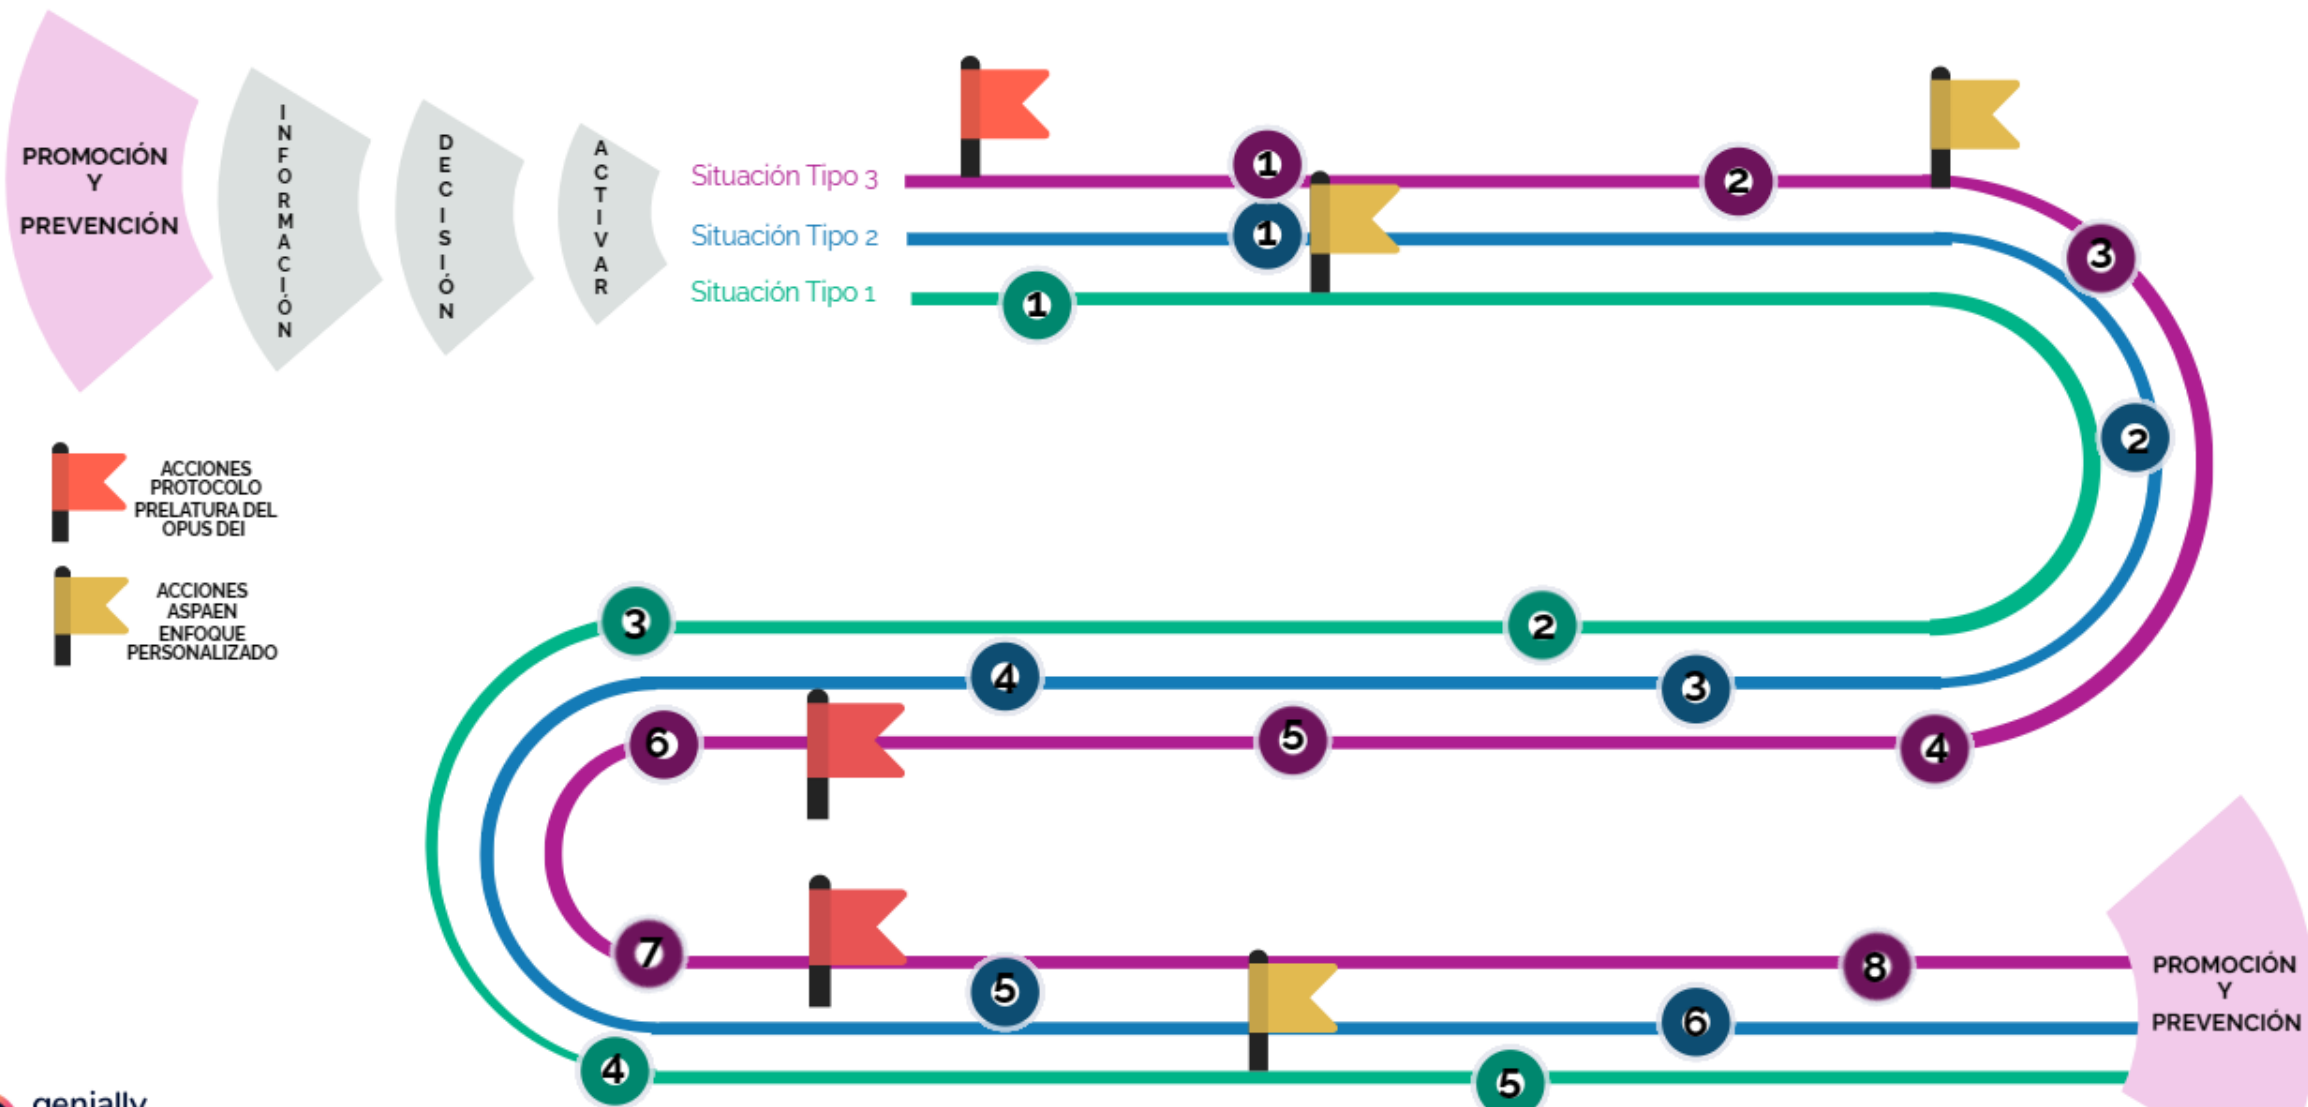 PROMOCIÓN
Y
PREVENCIÓN
INFORMACIÓN
DECISIÓN
ACTIVAR
Situación Tipo 3
Situación Tipo 2
Situación Tipo 1
1
2
1
3
1
2
ACCIONES
PROTOCOLO
PRELATURA DEL
OPUS DEI
ACCIONES
ASPAEN
ENFOQUE
PERSONALIZADO
3
2
4
3
6
5
4
7
8
5
6
4
5
PROMOCIÓN
Y
PREVENCIÓN
genially